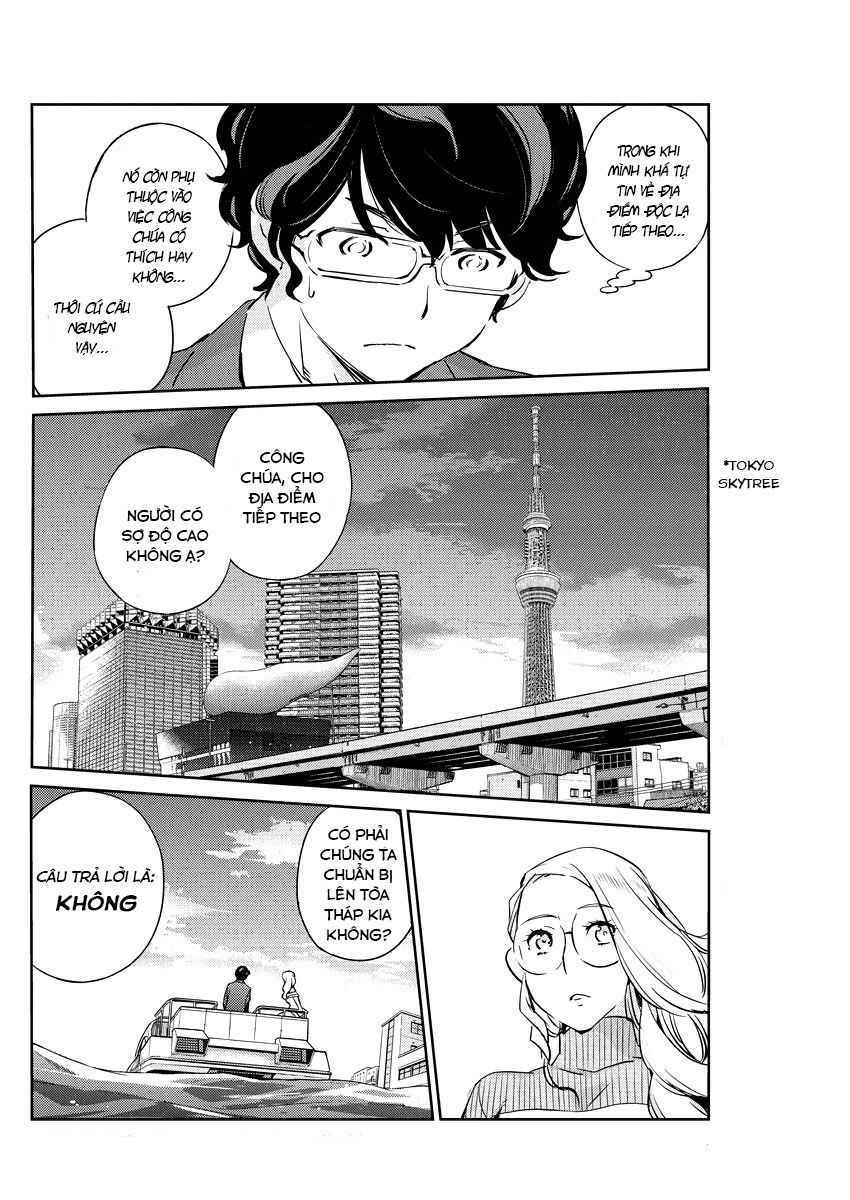 TRONG KHI
MÌNH KHÁ TỰ
TIN VỀ ĐỊA
ĐIỂM ĐỘC LẠ
TIẾP THEO...
NÓ CÒN PHỤ
THUỘC VÀO
VIỆC CÔNG
CHÚA CÓ
THÍCH HAY
KHÔNG...
THÔI CỨ CẦU
NGUYỆN
VẬY...
CÔNG
CHÚA, CHO
ĐỊA ĐIỂM
TIẾP THEO
NGƯỜI CÓ
SỢ ĐỘ CAO
KHÔNG Ạ?
*TOKYO
SKYTREE
CÓ PHẢI
CHÚNG TA
CHUẨN BỊ
LÊN TÒA
THÁP KIA
KHÔNG?
CÂU TRẢ LỜI LÀ:
KHÔNG